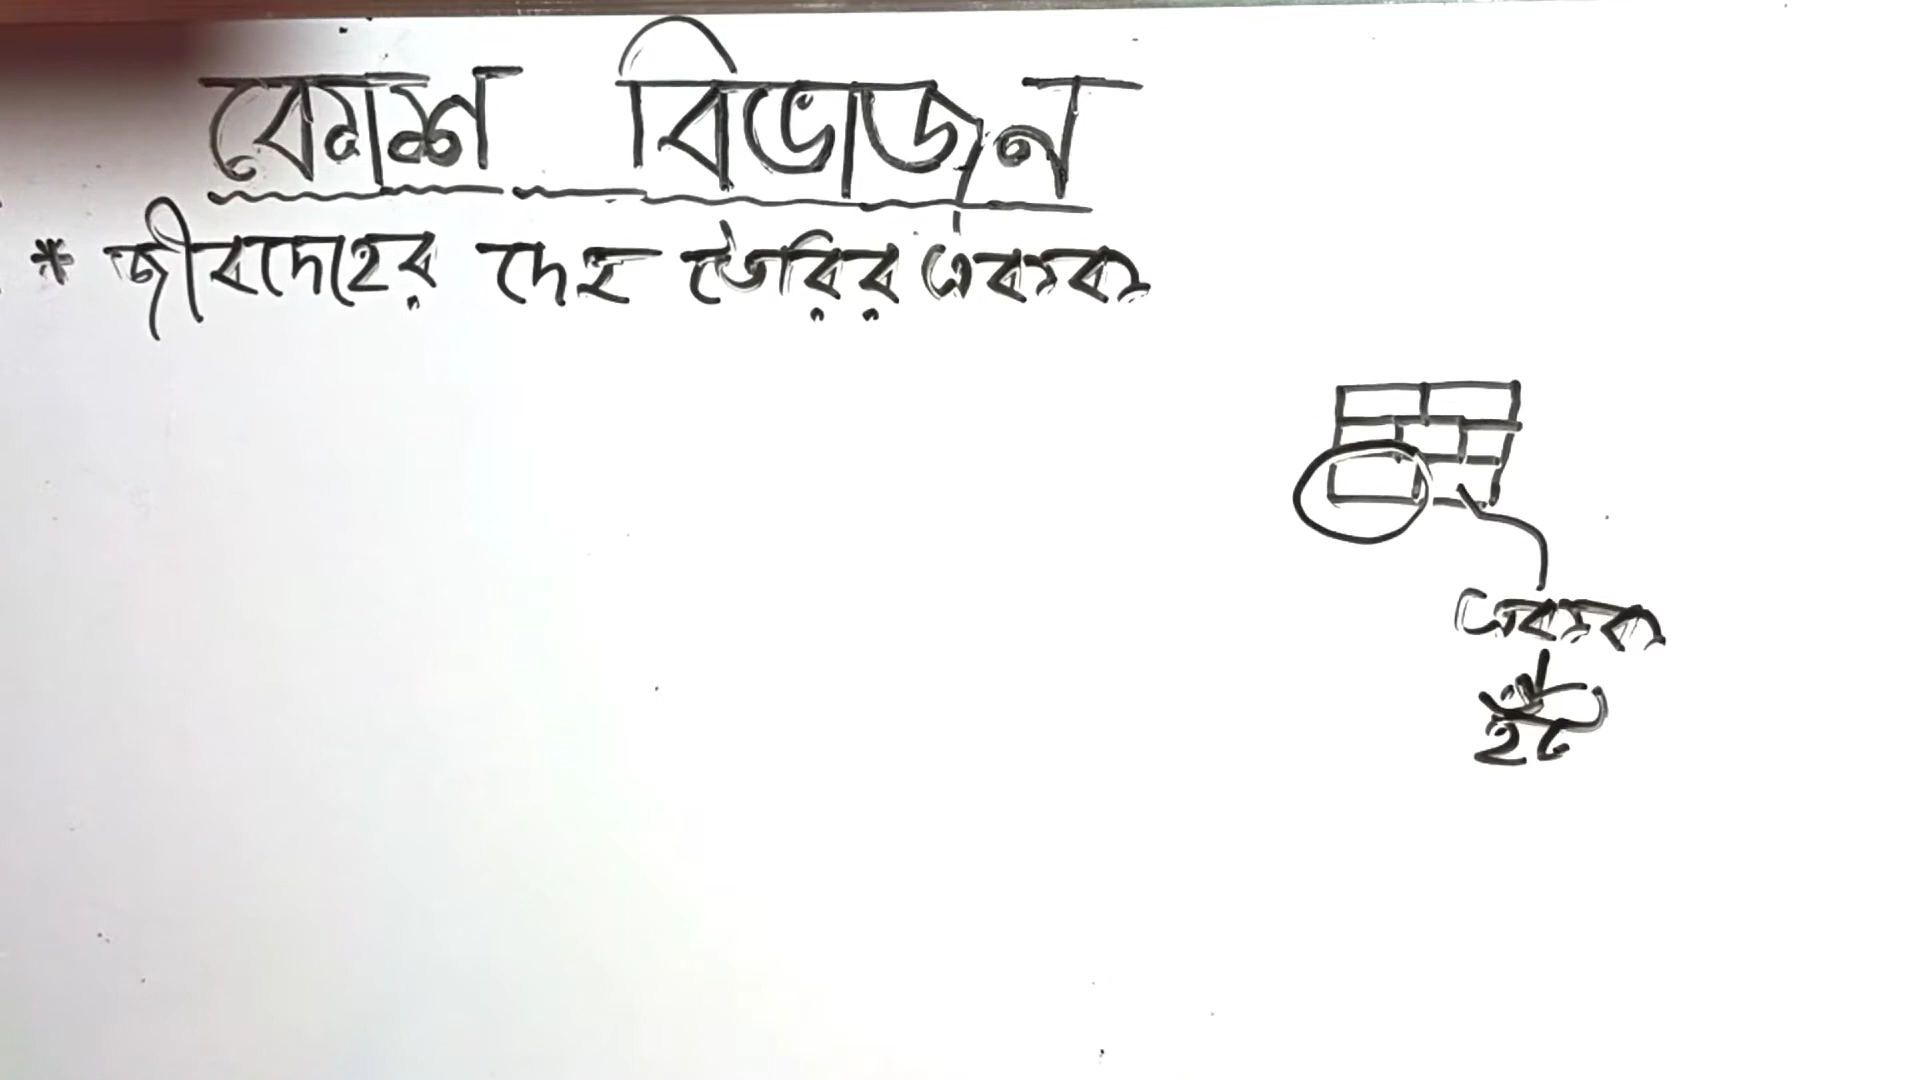 কোশ বিভাজন
* জীবদেহের দেহ তৈরির একক
একক
ইট